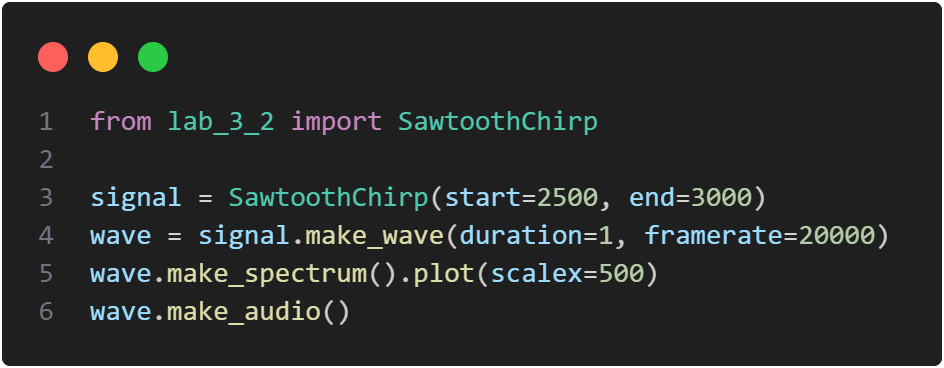 1 from lab_3_2 import SawtoothChirp
2
3 signal = SawtoothChirp(start=2500, end=3000)
4 wave = signal.make_wave(duration=1, framerate=20000)
5 wave.make_spectrum().plot(scalex=500)
6 wave.make_audio()